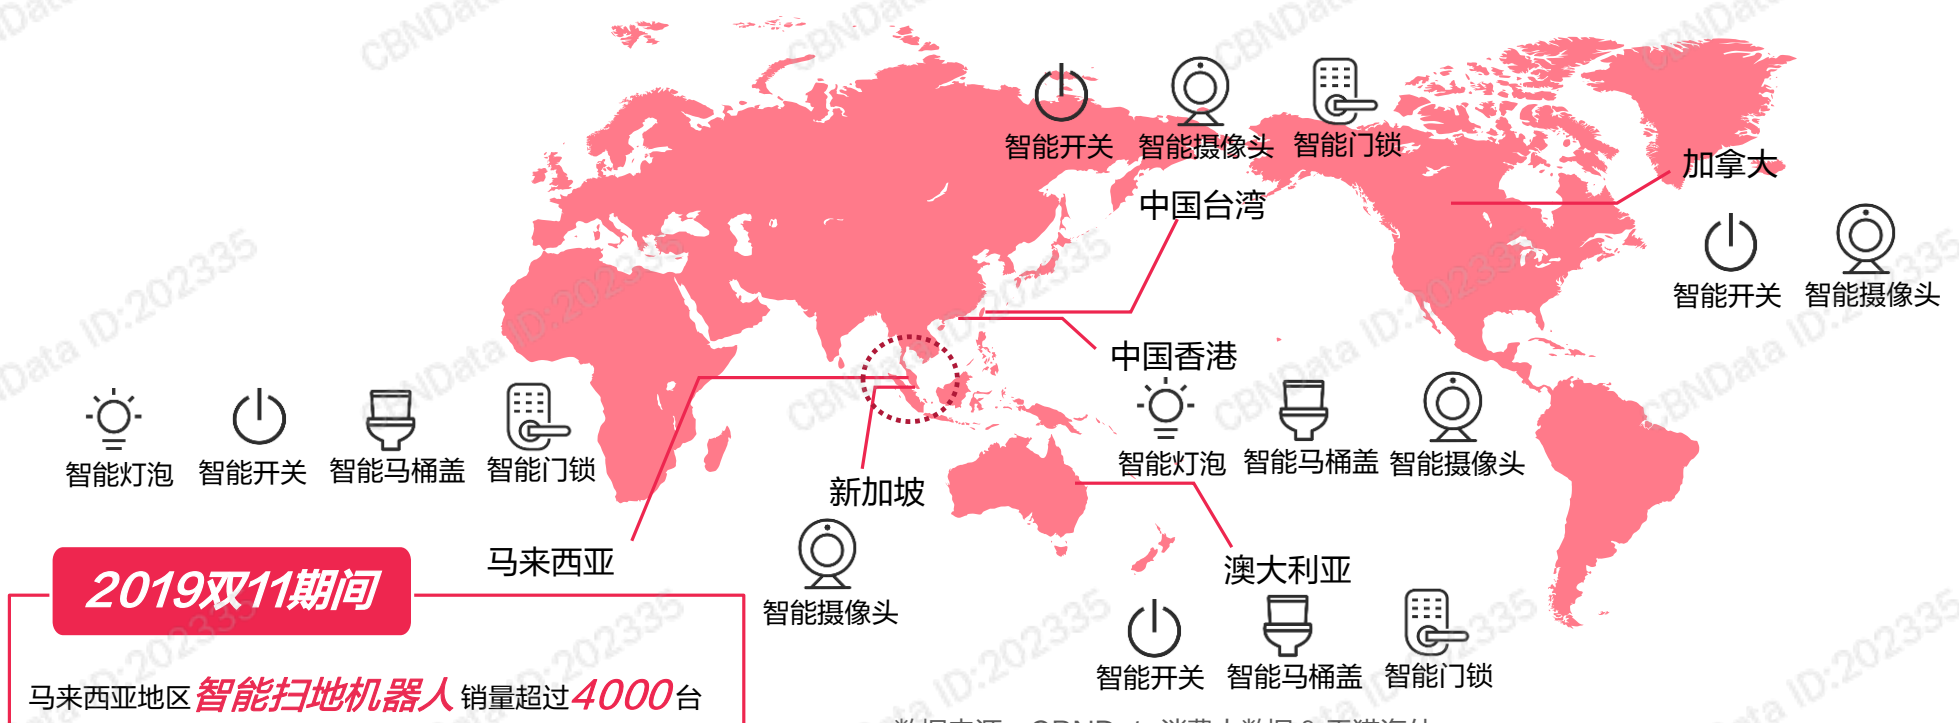 智能开关 智能摄像头 智能门锁
加拿大
中国台湾
智能开关 智能摄像头
中国香港
智能灯泡 智能开关 智能马桶盖 智能门锁
智能灯泡 智能马桶盖 智能摄像头
新加坡
马来西亚
澳大利亚
智能摄像头
智能开关 智能马桶盖 智能门锁
2019双11期间
马来西亚地区智能扫地机器人销量超过4000台
CBNData ID:202335